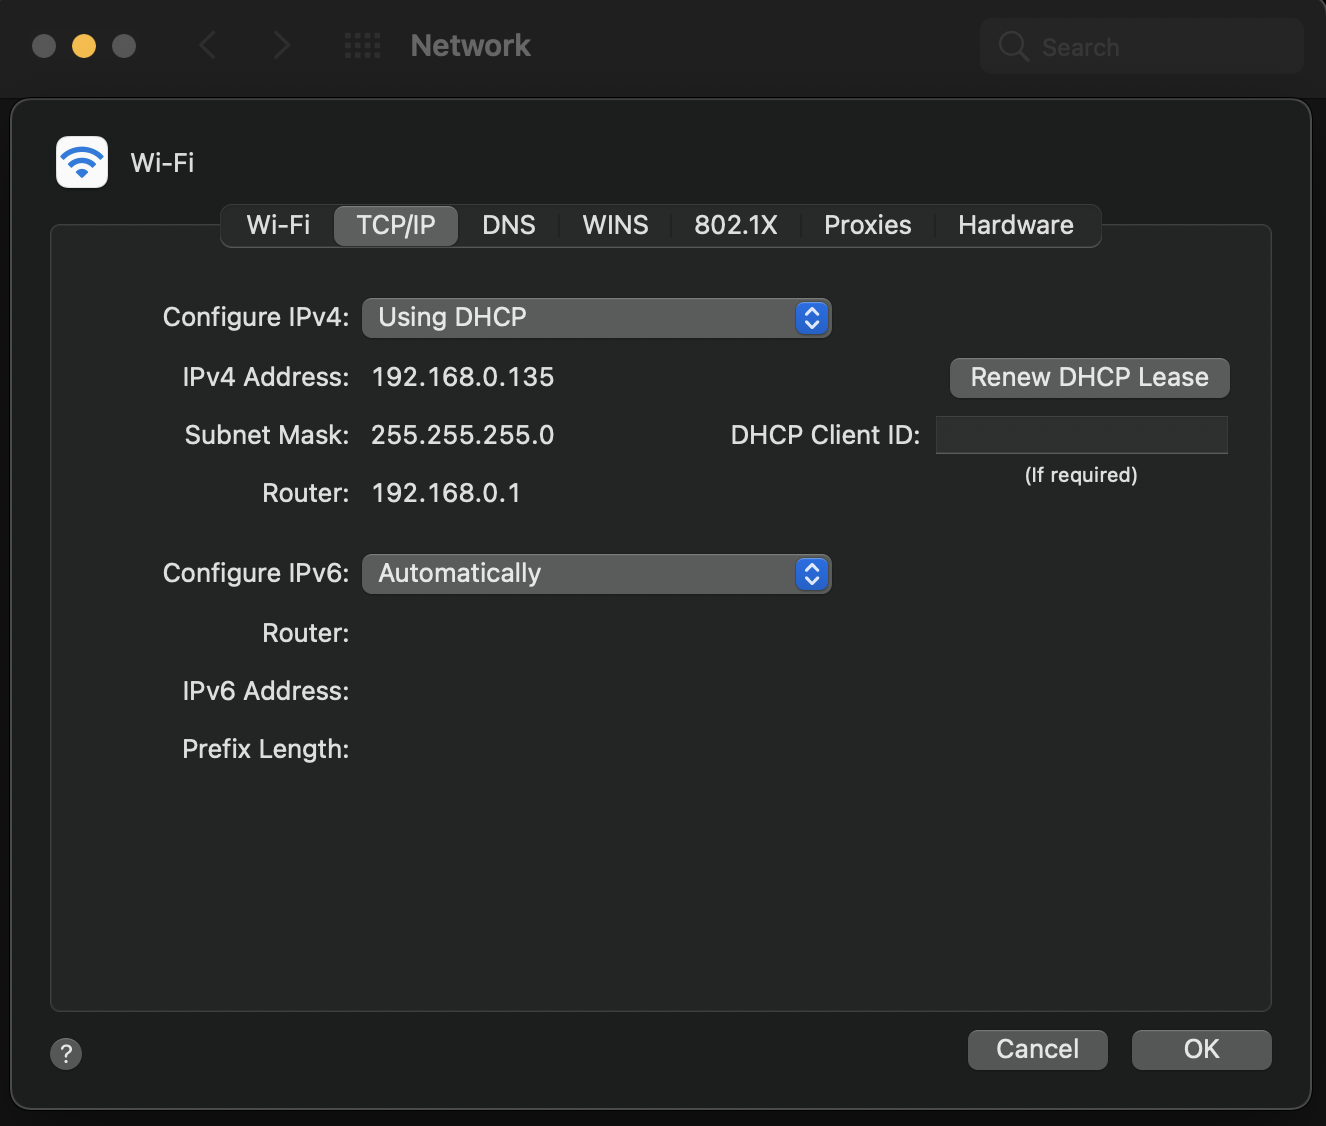 Network
Search
Wi-Fi
Wi-Fi TCP/IP DNS WINS 802.1X Proxies Hardware
Configure IPv4: Using DHCP
IPv4 Address: 192.168.0.135 Renew DHCP Lease
Subnet Mask: 255.255.255.0 DHCP Client ID:
(If required)
Router: 192.168.0.1
Configure IPv6: Automatically
Router:
IPv6 Address:
Prefix Length:
? Cancel OK